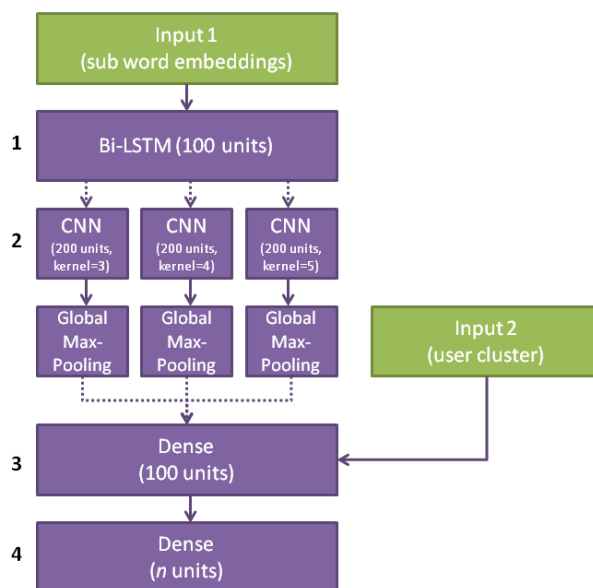 Input 1
(sub word embeddings)
1
Bi-LSTM (100 units)
2
CNN
(200 units,
kernel=3)
CNN
(200 units,
kernel=4)
CNN
(200 units,
kernel=5)
Global
Max-
Pooling
Global
Max-
Pooling
Global
Max-
Pooling
Input 2
(user cluster)
3
Dense
(100 units)
4
Dense
(n units)